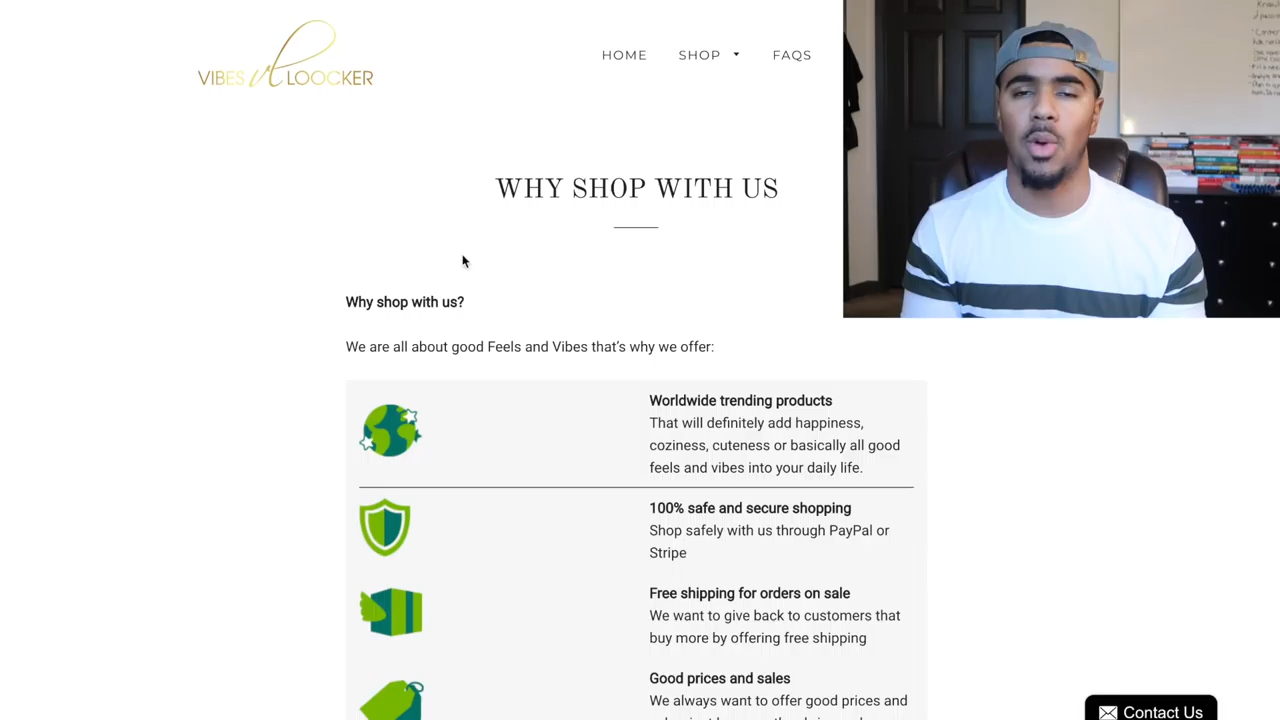 VIBES vl LOOCKER
HOME SHOP FAQS
WHY SHOP WITH US
Why shop with us?
We are all about good Feels and Vibes that's why we offer:
Worldwide trending products
That will definitely add happiness,
coziness, cuteness or basically all good
feels and vibes into your daily life.
100% safe and secure shopping
Shop safely with us through PayPal or
Stripe
Free shipping for orders on sale
We want to give back to customers that
buy more by offering free shipping
Good prices and sales
We always want to offer good prices and
Contact Us